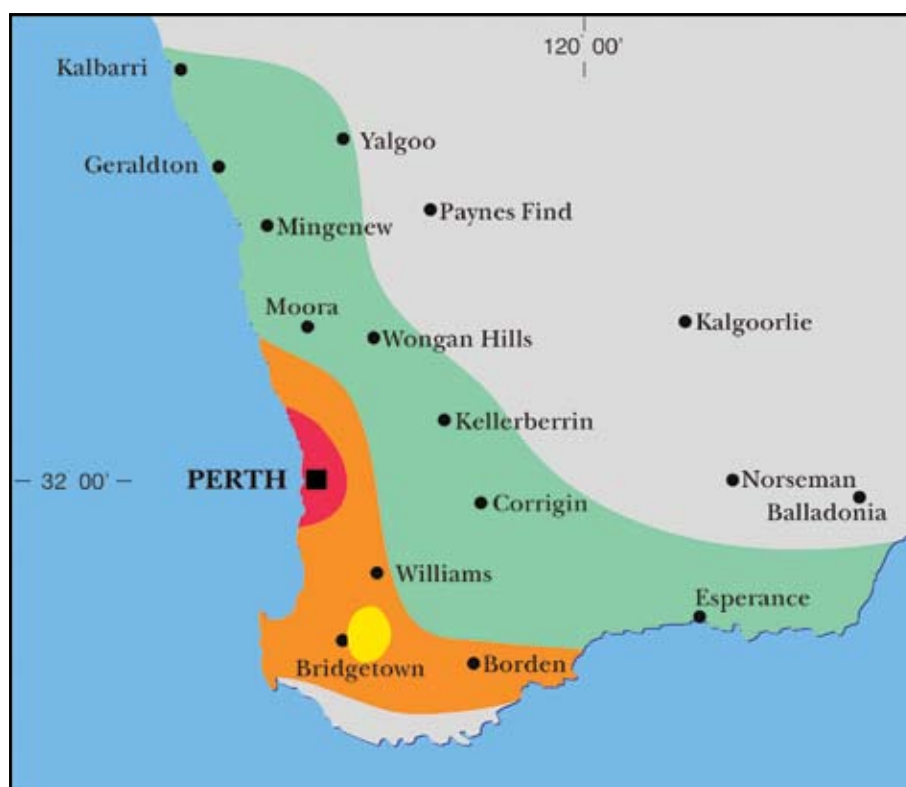 120° 00'
Kalbarri
Yalgoo
Geraldton
Paynes Find
Mingenew
Moora
Kalgoorlie
Wongan Hills
Kellerberrin
32 00'
PERTH
Norseman
Corrigin
Balladonia
Williams
Esperance
Bridgetown
Borden